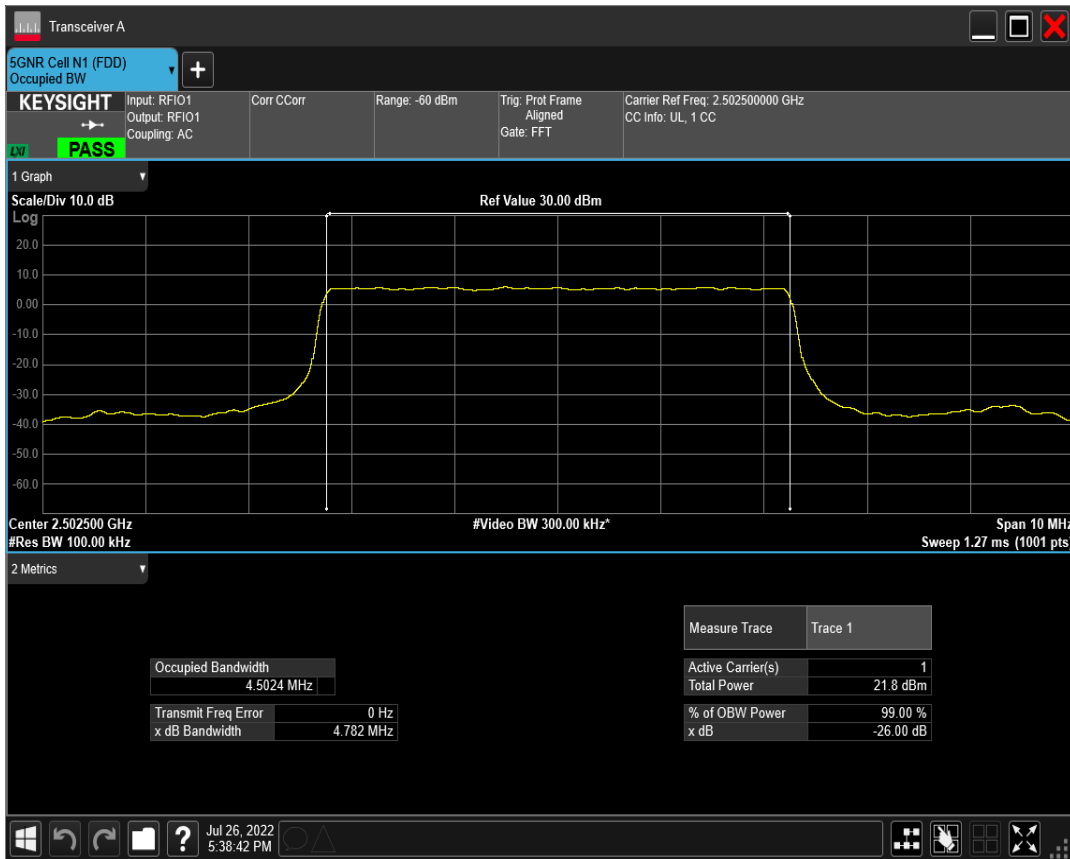 Transceiver A
5GNR Cell N1 (FDD)
Occupied BW
+
KEYSIGHT
LXI
PASS
Input: RFIO1
Output: RFIO1
Coupling: AC
Corr CCorr
Range: -60 dBm
Trig: Prot Frame
Aligned
Gate: FFT
Carrier Ref Freq: 2.502500000 GHz
CC Info: UL, 1 CC
1 Graph
Scale/Div 10.0 dB
Ref Value 30.00 dBm
Log
20.0
10.0
0.00
-10.0
-20.0
-30.0
-40.0
-50.0
-60.0
Center 2.502500 GHz
#Video BW 300.00 kHz*
Span 10 MHz
#Res BW 100.00 kHz
Sweep 1.27 ms (1001 pts)
2 Metrics
Measure Trace Trace 1
Occupied Bandwidth
4.5024 MHz
Active Carrier(s) 1
Total Power 21.8 dBm
Transmit Freq Error 0 Hz
x dB Bandwidth 4.782 MHz
% of OBW Power 99.00 %
x dB -26.00 dB
?
Jul 26, 2022
5:38:42 PM